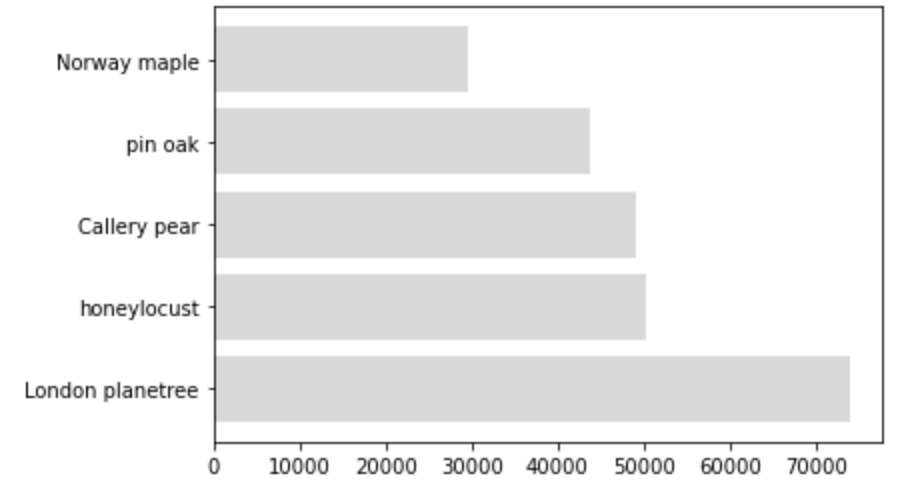 Norway maple
pin oak
Callery pear
honeylocust
London planetree
0 10000 20000 30000 40000 50000 60000 70000